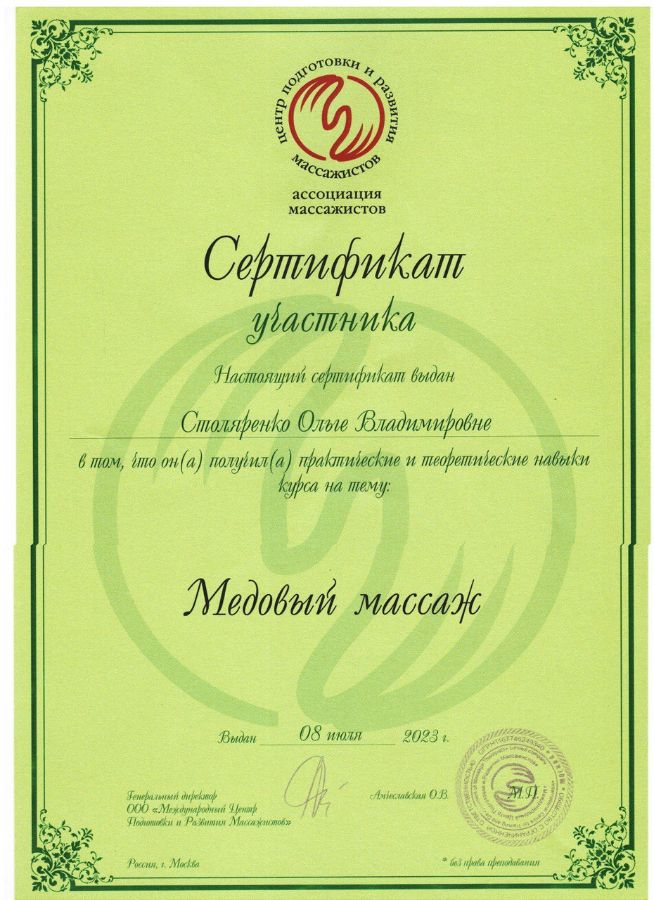 центр подготовки и развития
массажистов
ассоциация
массажистов
Сертификат
участника
Настоящий сертификат выдан
Столяренко Ольге Владимировне
в том, что он(а) получил(а) практические и теоретические навыки
курса на тему:
Медовый массаж
Выдан 08 июля 2023 г.
Генеральный директор
ООО «Международный Центр
Подготовки и Развития Массажистов»
О.В.
М.П.
Россия, г. Москва
* без права преподавания